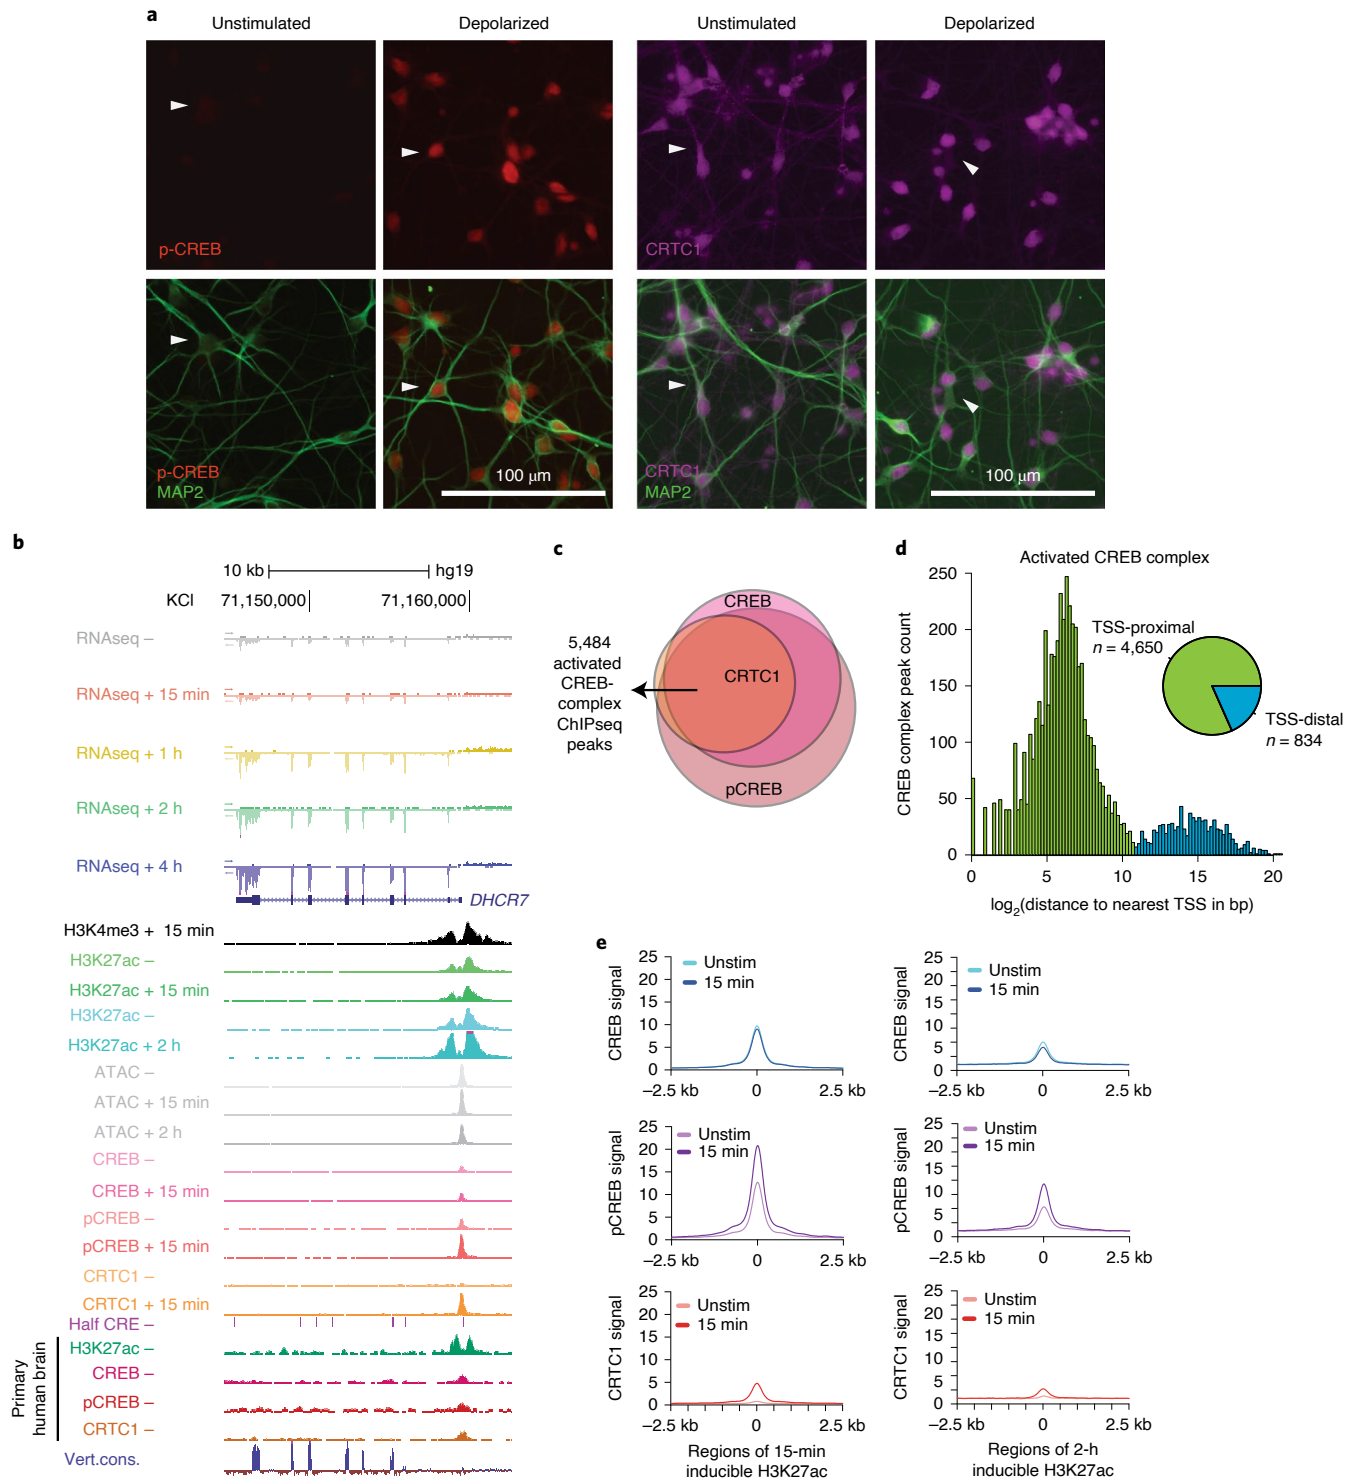 a
Unstimulated
Depolarized
Unstimulated
Depolarized
p-CREB
CRTC1
p-CREB
MAP2
100 μm
CRTC1
MAP2
100 μm
b
10 kb
hg19
KCl
71,150,000
71,160,000
RNAseq –
RNAseq + 15 min
RNAseq + 1 h
RNAseq + 2 h
RNAseq + 4 h
DHCR7
H3K4me3 + 15 min
H3K27ac –
H3K27ac + 15 min
H3K27ac –
H3K27ac + 2 h
ATAC –
ATAC + 15 min
ATAC + 2 h
CREB –
CREB + 15 min
pCREB –
pCREB + 15 min
CRTC1 –
CRTC1 + 15 min
Half CRE –
Primary
human brain
H3K27ac –
CREB –
pCREB –
CRTC1 –
Vert.cons.
c
CREB
CRTC1
pCREB
5,484
activated
CREB-
complex
ChIPseq
peaks
d
Activated CREB complex
CREB complex peak count
250
200
150
100
50
0
0
5
10
15
20
log2(distance to nearest TSS in bp)
TSS-proximal
n = 4,650
TSS-distal
n = 834
e
CREB signal
25
20
15
10
5
0
Unstim
15 min
–2.5 kb
0
2.5 kb
CREB signal
25
20
15
10
5
0
Unstim
15 min
–2.5 kb
0
2.5 kb
pCREB signal
25
20
15
10
5
0
Unstim
15 min
–2.5 kb
0
2.5 kb
pCREB signal
25
20
15
10
5
0
Unstim
15 min
–2.5 kb
0
2.5 kb
CRTC1 signal
25
20
15
10
5
0
Unstim
15 min
–2.5 kb
0
2.5 kb
Regions of 15-min
inducible H3K27ac
CRTC1 signal
25
20
15
10
5
0
Unstim
15 min
–2.5 kb
0
2.5 kb
Regions of 2-h
inducible H3K27ac